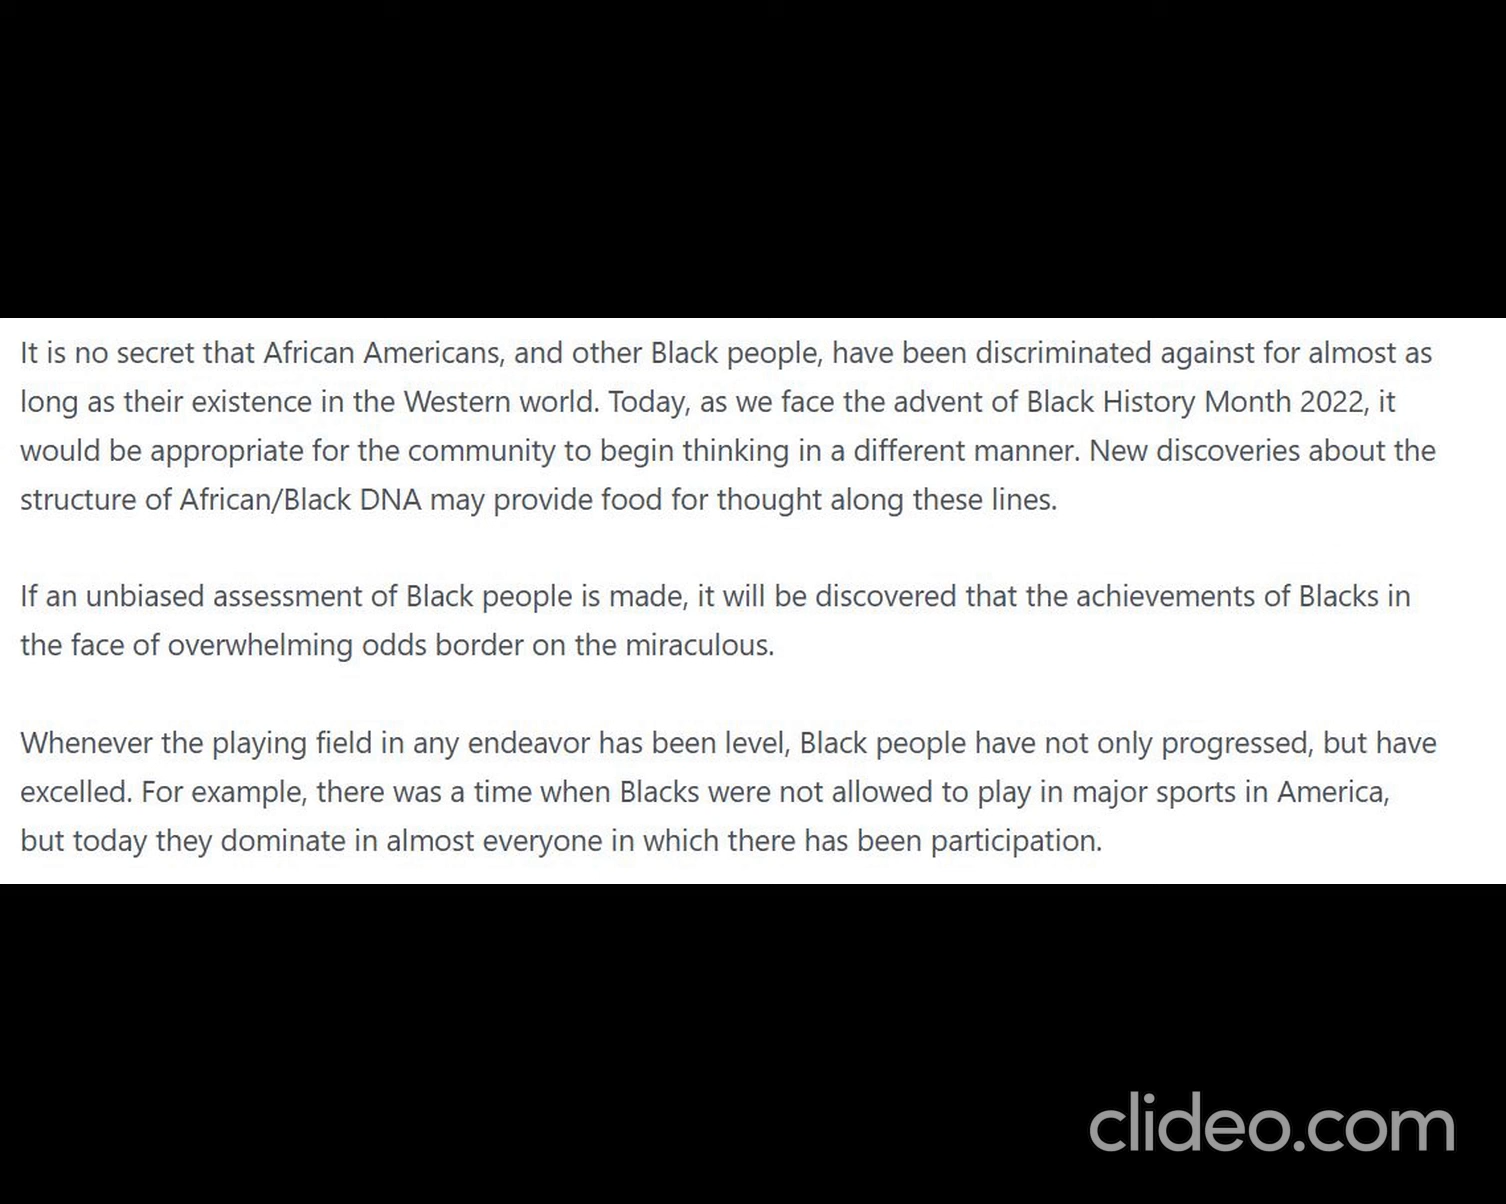 It is no secret that African Americans, and other Black people, have been discriminated against for almost as
long as their existence in the Western world. Today, as we face the advent of Black History Month 2022, it
would be appropriate for the community to begin thinking in a different manner. New discoveries about the
structure of African/Black DNA may provide food for thought along these lines.
If an unbiased assessment of Black people is made, it will be discovered that the achievements of Blacks in
the face of overwhelming odds border on the miraculous.
Whenever the playing field in any endeavor has been level, Black people have not only progressed, but have
excelled. For example, there was a time when Blacks were not allowed to play in major sports in America,
but today they dominate in almost everyone in which there has been participation.
clideo.com